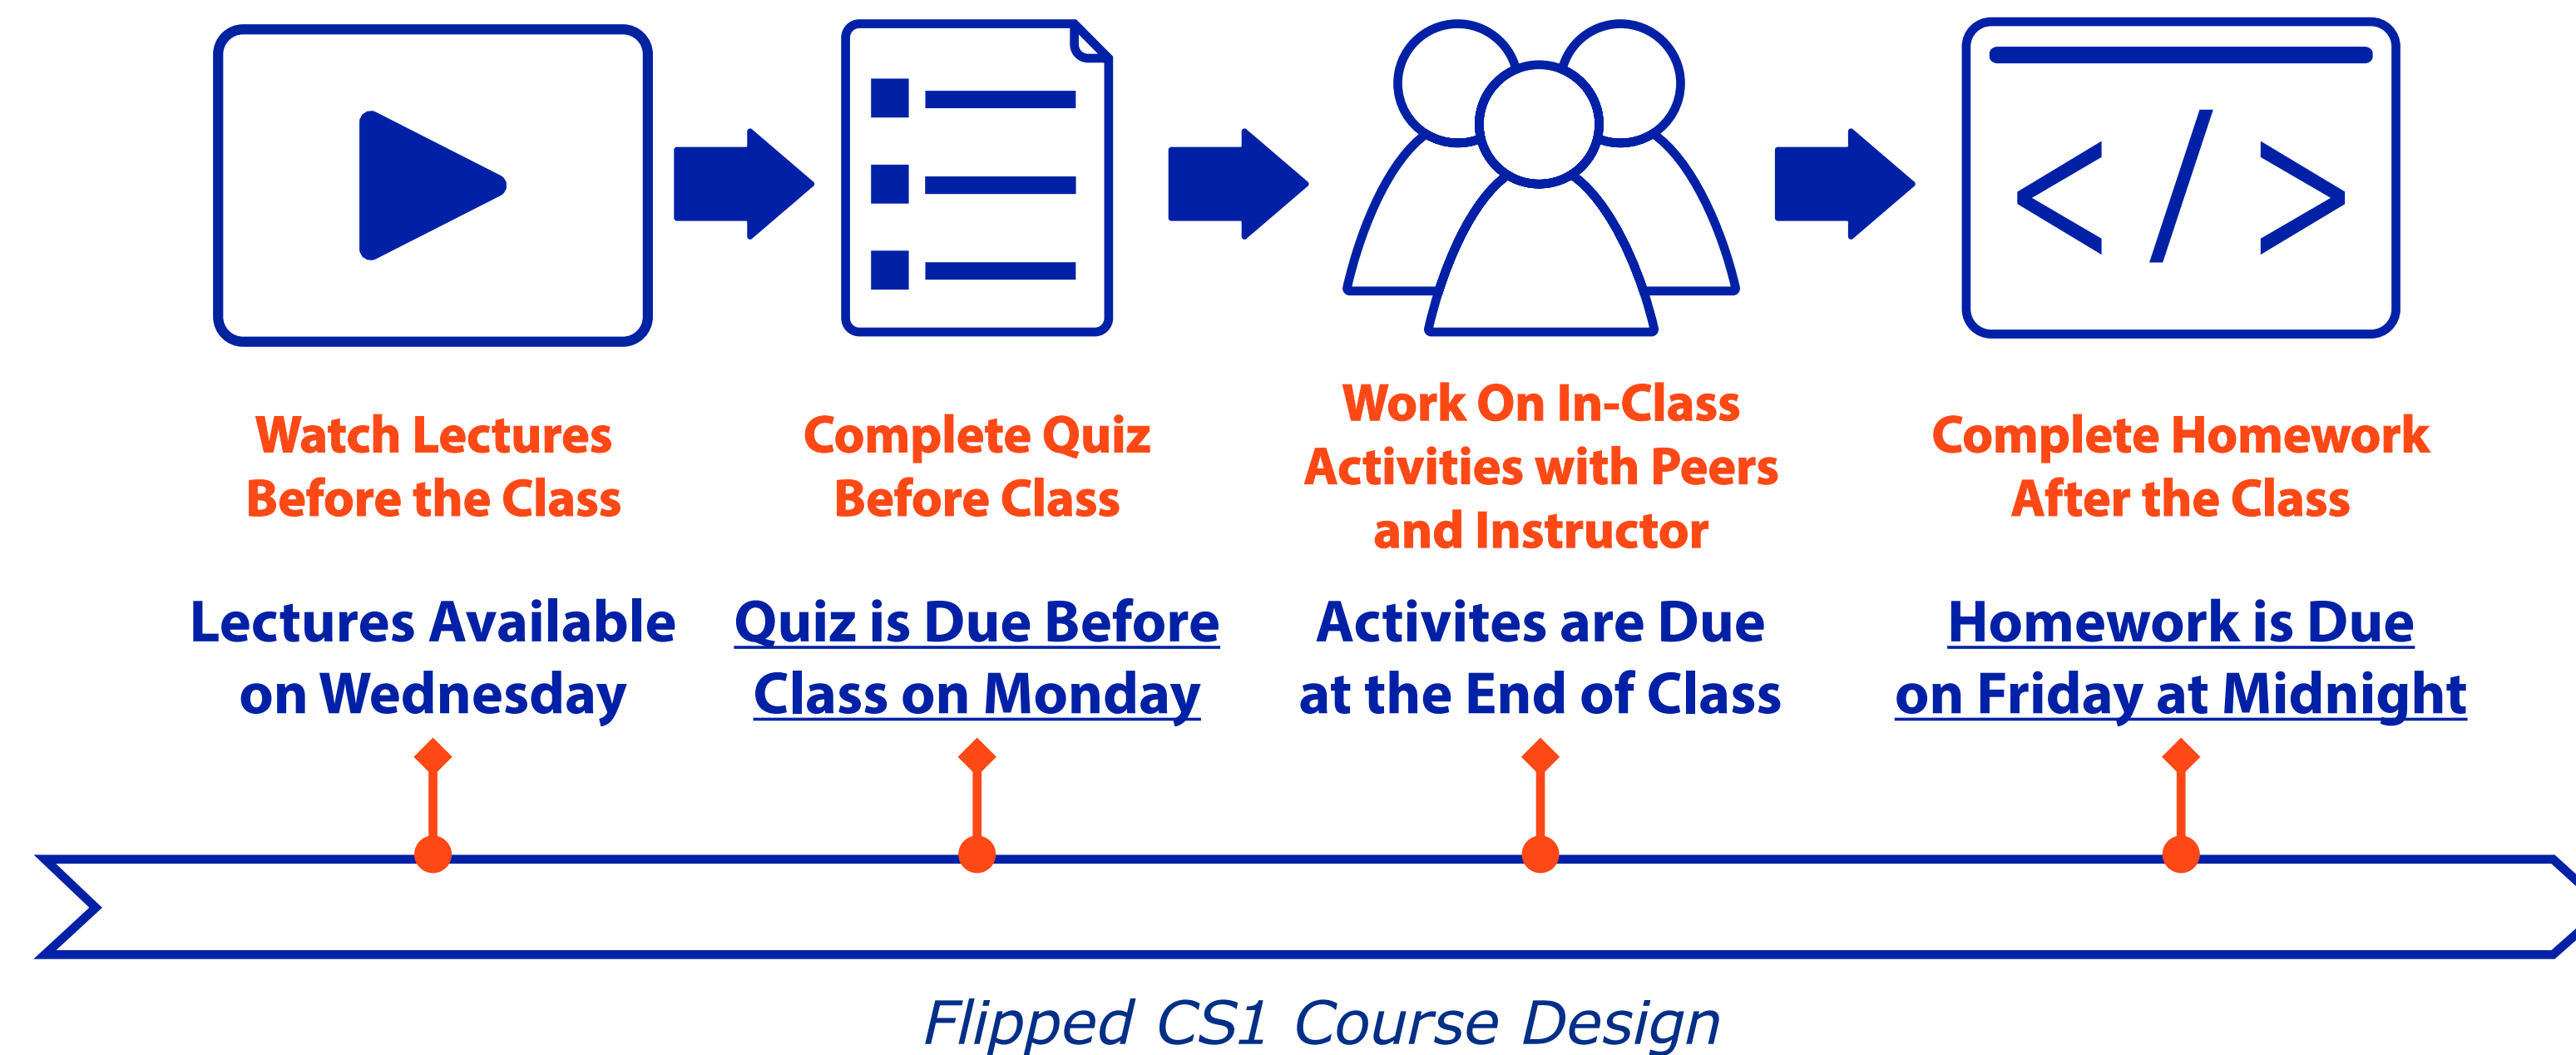 </>
Watch Lectures
Before the Class
Complete Quiz
Before Class
Work On In-Class
Activities with Peers
and Instructor
Complete Homework
After the Class
Lectures Available
on Wednesday
Quiz is Due Before
Class on Monday
Activites are Due
at the End of Class
Homework is Due
on Friday at Midnight
Flipped CS1 Course Design